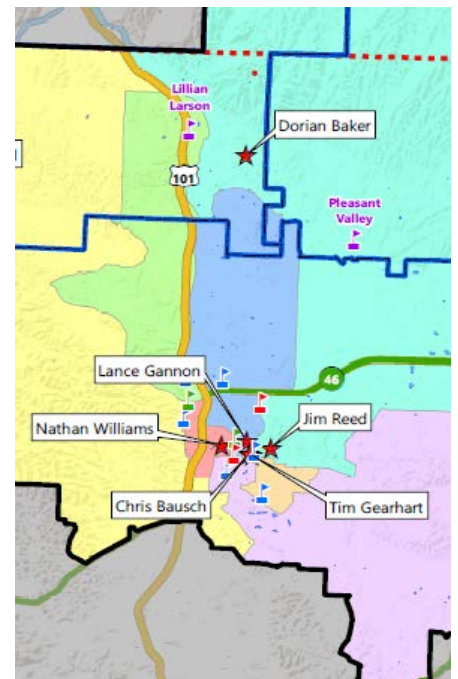 Lillian
Larson
Dorian Baker
101
Pleasant
Valley
46
Lance Gannon
Nathan Williams
Jim Reed
Chris Bausch
Tim Gearhart